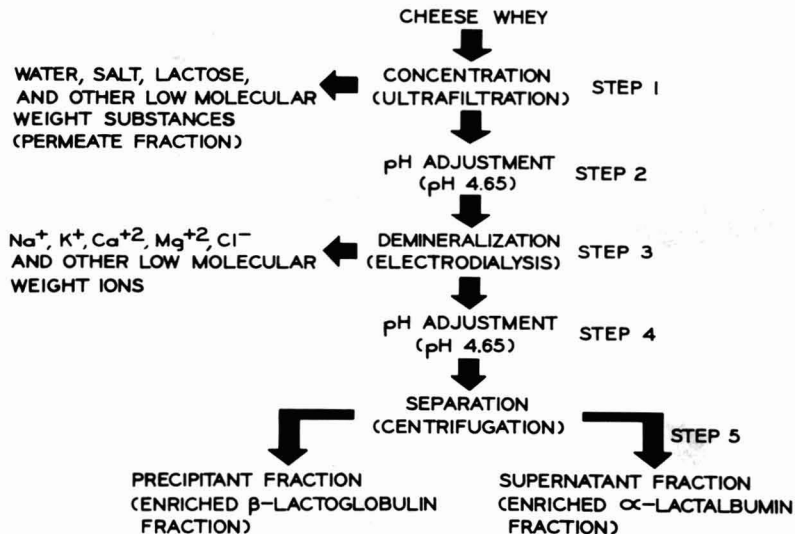 CHEESE WHEY
WATER, SALT, LACTOSE,
AND OTHER LOW MOLECULAR
WEIGHT SUBSTANCES
(PERMEATE FRACTION)
CONCENTRATION
(ULTRAFILTRATION)
STEP 1
pH ADJUSTMENT
(pH 4.65)
STEP 2
Na+, K+, Ca+2, Mg+2, Cl−
AND OTHER LOW MOLECULAR
WEIGHT IONS
DEMINERALIZATION
(ELECTRODIALYSIS)
STEP 3
pH ADJUSTMENT
(pH 4.65)
STEP 4
SEPARATION
(CENTRIFUGATION)
STEP 5
PRECIPITANT FRACTION
(ENRICHED β-LACTOGLOBULIN
FRACTION)
SUPERNATANT FRACTION
(ENRICHED α-LACTALBUMIN
FRACTION)